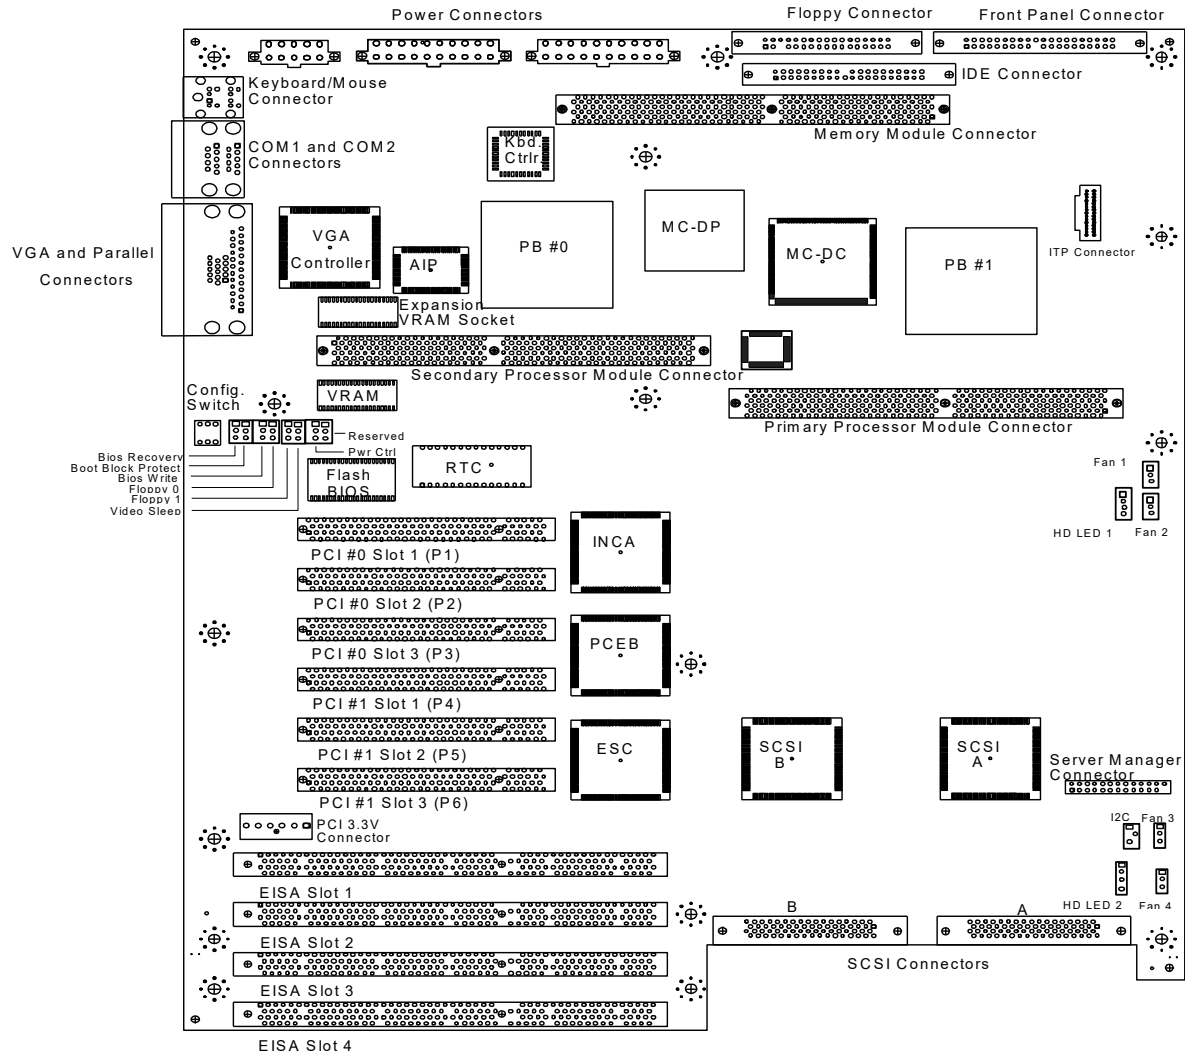 Power Connectors
Floppy Connector
Front Panel Connector
IDE Connector
Keyboard/Mouse
Connector
Memory Module Connector
Kbd.
Ctrlr.
COM1 and COM2
Connectors
VGA and Parallel
Connectors
VGA
Controller
AIP
PB #0
MC-DP
MC-DC
PB #1
ITP Connector
Expansion
VRAM Socket
Secondary Processor Module Connector
Config.
Switch
VRAM
Primary Processor Module Connector
Reserved
Pwr Ctrl
Bios Recovery
Boot Block Protect
Bios Write
Floppy 0
Floppy 1
Video Sleep
Flash
BIOS
RTC
Fan 1
HD LED 1
Fan 2
PCI #0 Slot 1 (P1)
INCA
PCI #0 Slot 2 (P2)
PCI #0 Slot 3 (P3)
PCEB
PCI #1 Slot 1 (P4)
PCI #1 Slot 2 (P5)
ESC
SCSI
B
SCSI
A
Server Manager
Connector
PCI #1 Slot 3 (P6)
PCI 3.3V
Connector
I2C
Fan 3
EISA Slot 1
HD LED 2
Fan 4
B
A
EISA Slot 2
SCSI Connectors
EISA Slot 3
EISA Slot 4